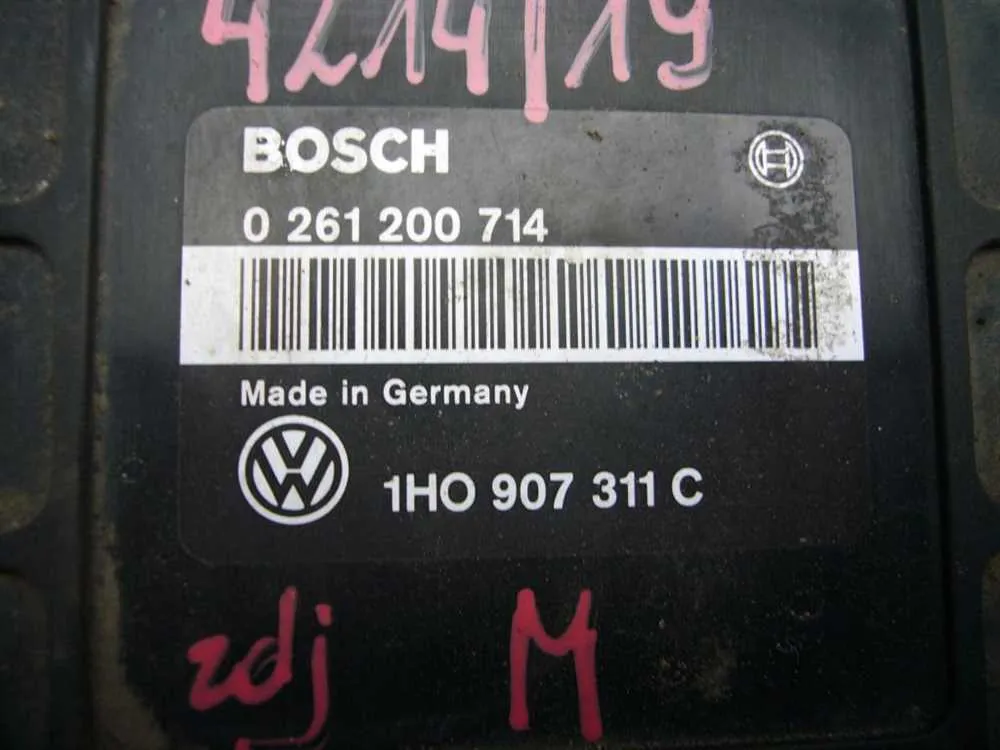 4214/19
BOSCH
0 261 200 714
Made in Germany
1HO 907 311 C
zdj M